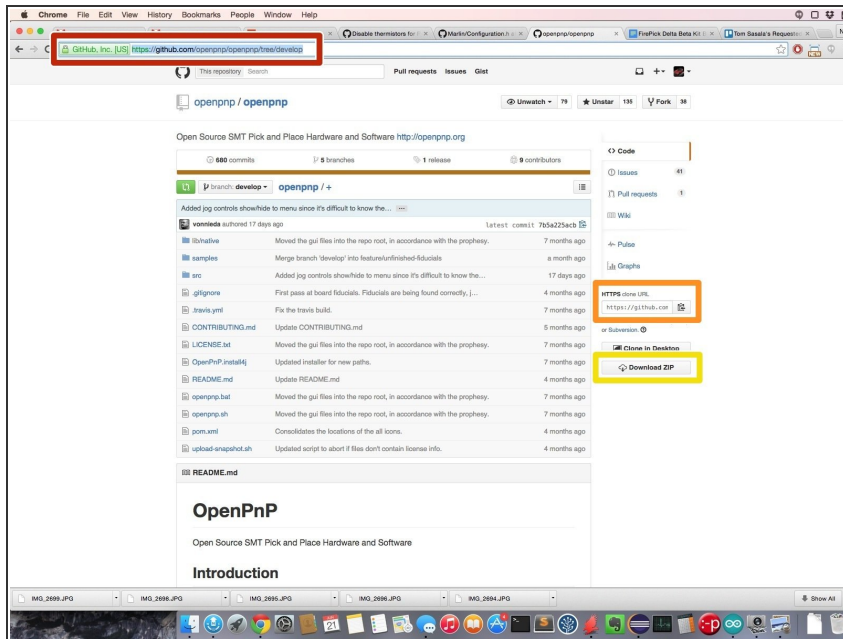 Chrome File Edit View History Bookmarks People Window Help
Disable thermistors for
Marlin/Configuration.h
openpnp/openpnp
FirePick Delta Beta Kit
Tom Sasala's Requested
GitHub, Inc. [US] https://github.com/openpnp/openpnp/tree/develop
This repository Search Pull requests Issues Gist
openpnp / openpnp Unwatch 79 Unstar 135 Fork 38
Open Source SMT Pick and Place Hardware and Software http://openpnp.org
680 commits 5 branches 1 release 9 contributors
branch: develop openpnp / +
Added jog controls show/hide to menu since it's difficult to know the…
vonnieda authored 17 days ago latest commit 7b5a225acb
lib/native Moved the gui files into the repo root, in accordance with the prophesy. 7 months ago
samples Merge branch 'develop' into feature/unfinished-fiducials a month ago
src Added jog controls show/hide to menu since it's difficult to know the… 17 days ago
.gitignore First pass at board fiducials. Fiducials are being found correctly, j… 4 months ago
.travis.yml Fix the travis build. 7 months ago
CONTRIBUTING.md Update CONTRIBUTING.md 5 months ago
LICENSE.txt Moved the gui files into the repo root, in accordance with the prophesy. 7 months ago
OpenPnP.install4j Updated installer for new paths. 7 months ago
README.md Update README.md 4 months ago
openpnp.bat Moved the gui files into the repo root, in accordance with the prophesy. 7 months ago
openpnp.sh Moved the gui files into the repo root, in accordance with the prophesy. 7 months ago
pom.xml Consolidates the locations of the all icons. 4 months ago
upload-snapshot.sh Updated script to abort if files don't contain license info. 4 months ago
Code
Issues 41
Pull requests 1
Wiki
Pulse
Graphs
HTTPS clone URL
https://github.com
or Subversion.
Clone in Desktop
Download ZIP
README.md
OpenPnP
Open Source SMT Pick and Place Hardware and Software
Introduction
IMG_2699.JPG IMG_2698.JPG IMG_2695.JPG IMG_2696.JPG IMG_2694.JPG Show All
21